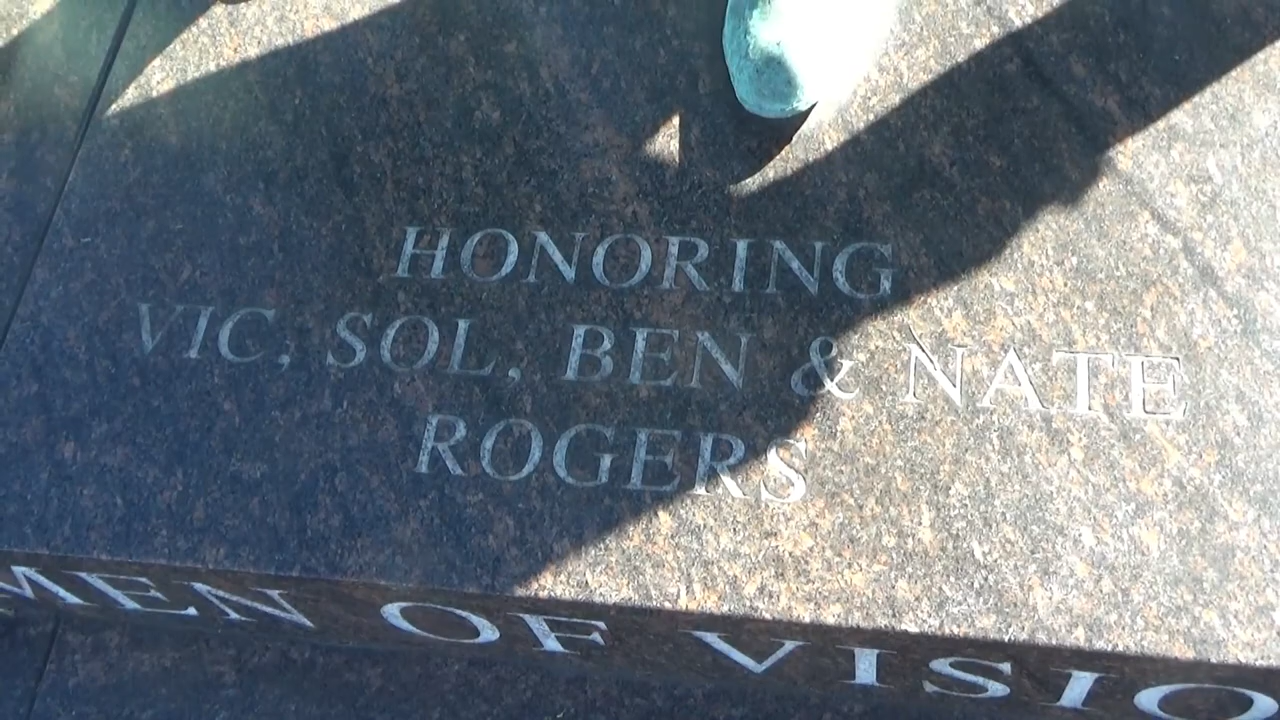 HONORING
VIC, SOL, BEN & NATE
ROGERS
MEN OF VISIO